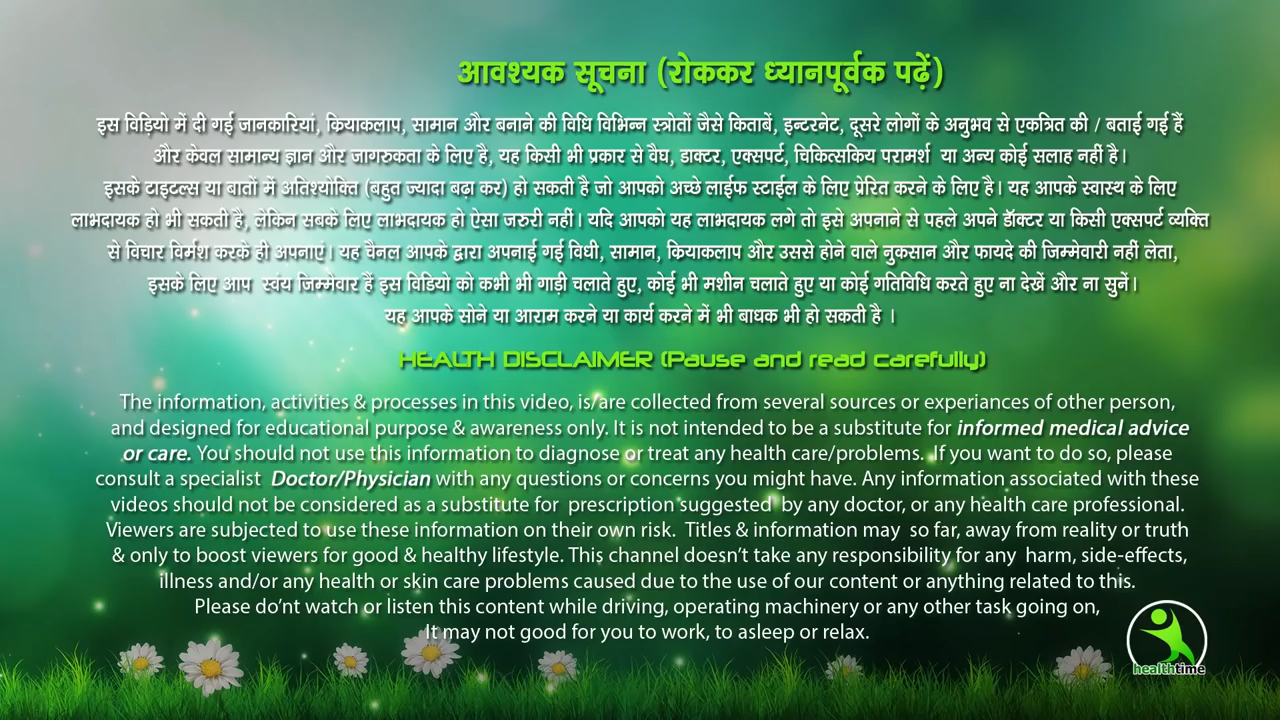 आवश्यक सूचना (रोककर ध्यानपूर्वक पढ़ें)
इस विड़ियो में दी गई जानकारियां, क्रियाकलाप, सामान और बनाने की विधि विभिन्न स्त्रोतों जैसे किताबें, इन्टरनेट, दूसरे लोगों के अनुभव से एकत्रित की / बताई गई हैं
और केवल सामान्य ज्ञान और जागरुकता के लिए है, यह किसी भी प्रकार से वैघ, डाक्टर, एक्सपर्ट, चिकित्सकिय परामर्श या अन्य कोई सलाह नहीं है।
इसके टाइटल्स या बातों में अतिश्योक्ति (बहुत ज्यादा बढ़ा कर) हो सकती है जो आपको अच्छे लाईफ स्टाईल के लिए प्रेरित करने के लिए है। यह आपके स्वास्थ के लिए
लाभदायक हो भी सकती है, लेकिन सबके लिए लाभदायक हो ऐसा जरुरी नहीं। यदि आपको यह लाभदायक लगे तो इसे अपनाने से पहले अपने डॉक्टर या किसी एक्सपर्ट व्यक्ति
से विचार विर्मश करके ही अपनाएं। यह चैनल आपके द्वारा अपनाई गई विधी, सामान, क्रियाकलाप और उससे होने वाले नुकसान और फायदे की जिम्मेवारी नहीं लेता,
इसके लिए आप स्वंय जिम्मेवार हैं इस विडियो को कभी भी गाड़ी चलाते हुए, कोई भी मशीन चलाते हुए या कोई गतिविधि करते हुए ना देखें और ना सुनें।
यह आपके सोने या आराम करने या कार्य करने में भी बाधक भी हो सकती है ।
HEALTH DISCLAIMER (Pause and read carefully)
The information, activities & processes in this video, is/are collected from several sources or experiances of other person,
and designed for educational purpose & awareness only. It is not intended to be a substitute for informed medical advice
or care. You should not use this information to diagnose or treat any health care/problems. If you want to do so, please
consult a specialist Doctor/Physician with any questions or concerns you might have. Any information associated with these
videos should not be considered as a substitute for prescription suggested by any doctor, or any health care professional.
Viewers are subjected to use these information on their own risk. Titles & information may so far, away from reality or truth
& only to boost viewers for good & healthy lifestyle. This channel doesn't take any responsibility for any harm, side-effects,
illness and/or any health or skin care problems caused due to the use of our content or anything related to this.
Please do'nt watch or listen this content while driving, operating machinery or any other task going on,
It may not good for you to work, to asleep or relax.
healthtime